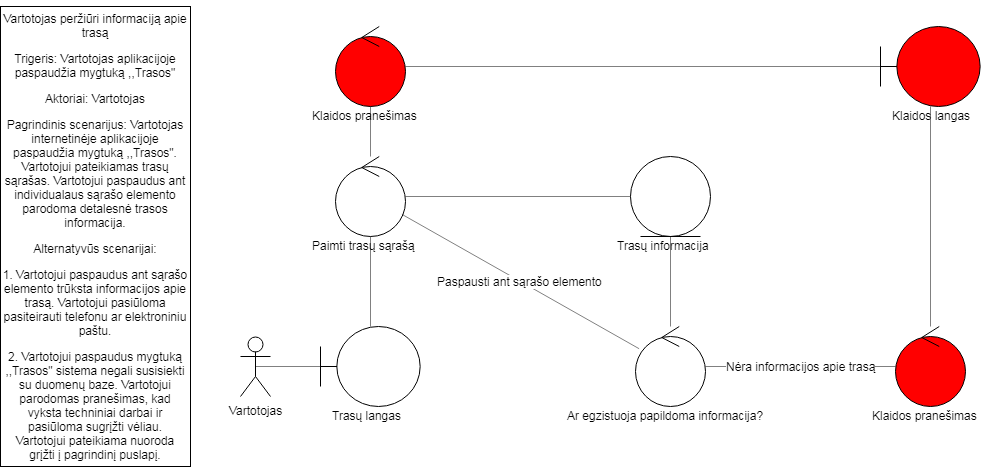 Vartotojas peržiūri informaciją apie
trasą
Trigeris: Vartotojas aplikacijoje
paspaudžia mygtuką ,,Trasos"
Aktoriai: Vartotojas
Pagrindinis scenarijus: Vartotojas
internetinėje aplikacijoje
paspaudžia mygtuką ,,Trasos".
Vartotojui pateikiamas trasų
sąrašas. Vartotojui paspaudus ant
individualaus sąrašo elemento
parodoma detalesnė trasos
informacija.
Alternatyvūs scenarijai:
1. Vartotojui paspaudus ant sąrašo
elemento trūksta informacijos apie
trasą. Vartotojui pasiūloma
pasiteirauti telefonu ar elektroniniu
paštu.
2. Vartotojui paspaudus mygtuką
,,Trasos" sistema negali susisiekti
su duomenų baze. Vartotojui
parodomas pranešimas, kad
vyksta techniniai darbai ir
pasiūloma sugrįžti vėliau.
Vartotojui pateikiama nuoroda
grįžti į pagrindinį puslapį.
Klaidos pranešimas
Klaidos langas
Paimti trasų sąrašą
Trasų informacija
Paspausti ant sąrašo elemento
Nėra informacijos apie trasą
Vartotojas
Trasų langas
Ar egzistuoja papildoma informacija?
Klaidos pranešimas